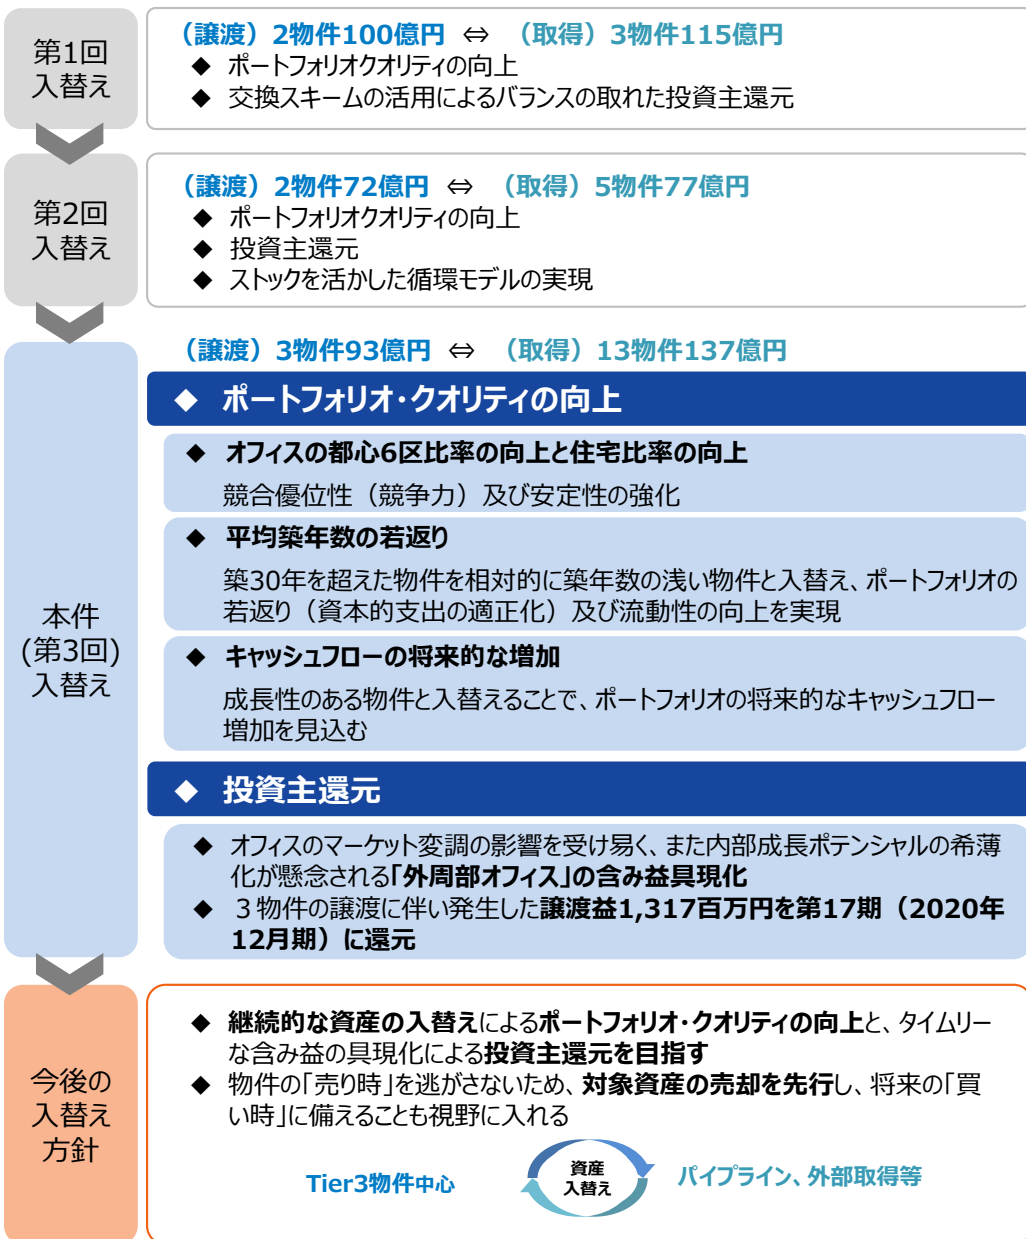 第1回
入替え
（譲渡）2物件100億円 ⇔ （取得）3物件115億円
◆ ポートフォリオクオリティの向上
◆ 交換スキームの活用によるバランスの取れた投資主還元
第2回
入替え
（譲渡）2物件72億円 ⇔ （取得）5物件77億円
◆ ポートフォリオクオリティの向上
◆ 投資主還元
◆ ストックを活かした循環モデルの実現
本件
(第3回)
入替え
（譲渡）3物件93億円 ⇔ （取得）13物件137億円
◆ ポートフォリオ・クオリティの向上
◆ オフィスの都心6区比率の向上と住宅比率の向上
競合優位性（競争力）及び安定性の強化
◆ 平均築年数の若返り
築30年を超えた物件を相対的に築年数の浅い物件と入替え、ポートフォリオの
若返り（資本的支出の適正化）及び流動性の向上を実現
◆ キャッシュフローの将来的な増加
成長性のある物件と入替えることで、ポートフォリオの将来的なキャッシュフロー
増加を見込む
◆ 投資主還元
◆ オフィスのマーケット変調の影響を受け易く、また内部成長ポテンシャルの希薄
化が懸念される「外周部オフィス」の含み益具現化
◆ ３物件の譲渡に伴い発生した譲渡益1,317百万円を第17期（2020年
12月期）に還元
今後の
入替え
方針
◆ 継続的な資産の入替えによるポートフォリオ・クオリティの向上と、タイムリー
な含み益の具現化による投資主還元を目指す
◆ 物件の「売り時」を逃がさないため、対象資産の売却を先行し、将来の「買
い時」に備えることも視野に入れる
Tier3物件中心
資産
入替え
パイプライン、外部取得等